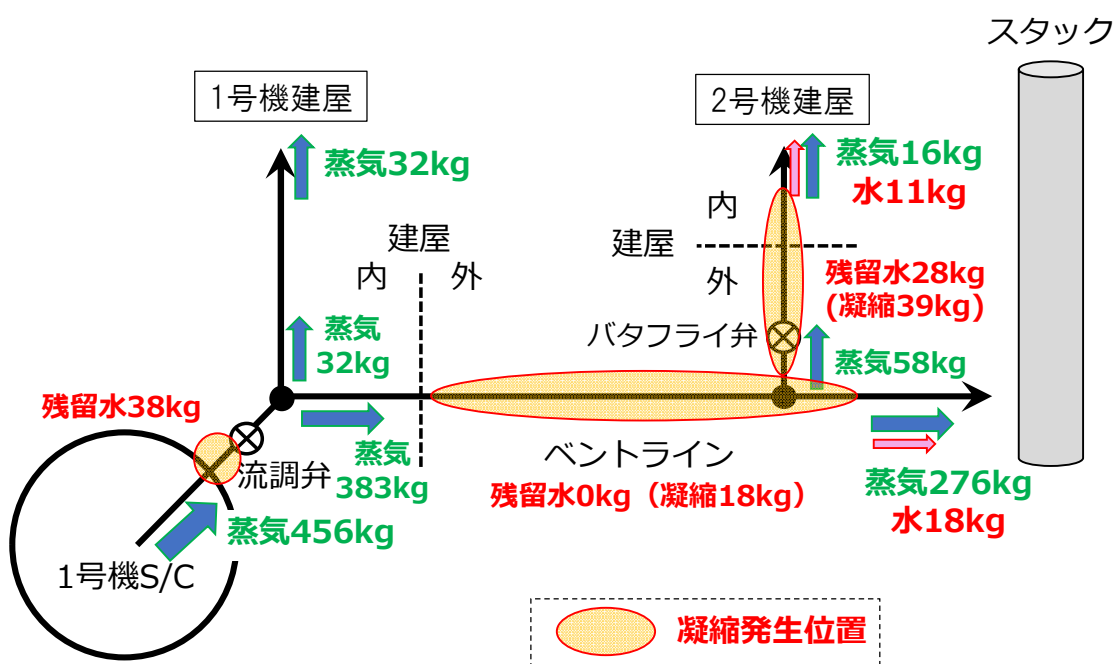 スタック
1号機建屋
2号機建屋
蒸気32kg
蒸気16kg
水11kg
建屋
内 外
内
建屋
外
残留水28kg
(凝縮39kg)
バタフライ弁
蒸気58kg
蒸気
32kg
残留水38kg
流調弁
蒸気
383kg
ベントライン
残留水0kg（凝縮18kg）
蒸気276kg
水18kg
蒸気456kg
1号機S/C
凝縮発生位置